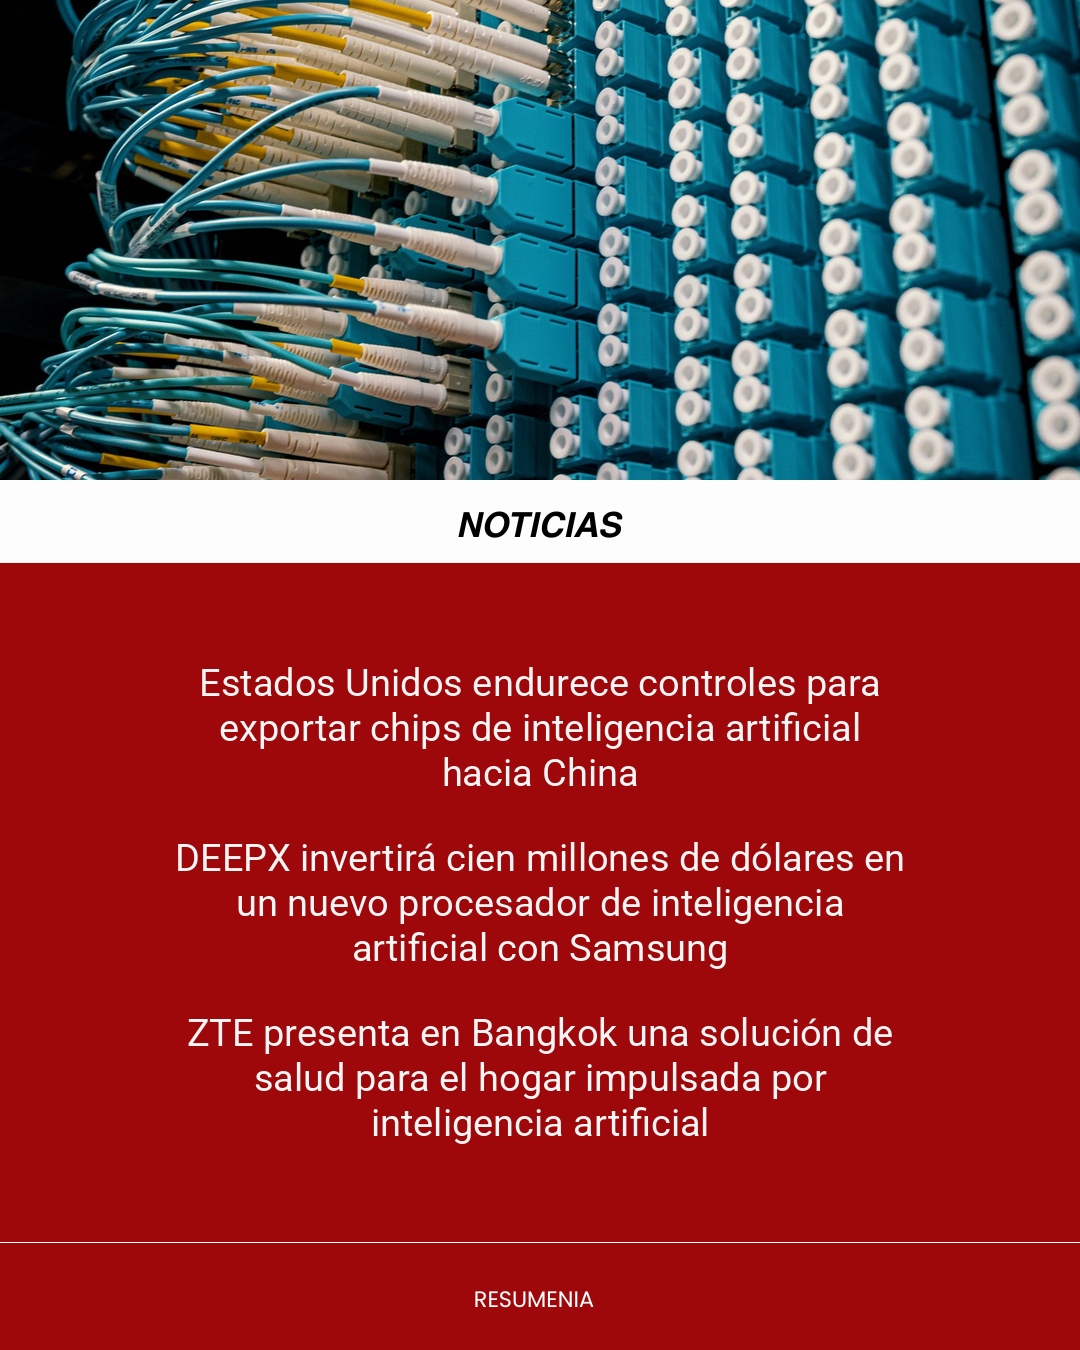 NOTICIAS
Estados Unidos endurece controles para
exportar chips de inteligencia artificial
hacia China
DEEPX invertirá cien millones de dólares en
un nuevo procesador de inteligencia
artificial con Samsung
ZTE presenta en Bangkok una solución de
salud para el hogar impulsada por
inteligencia artificial
RESUMENIA